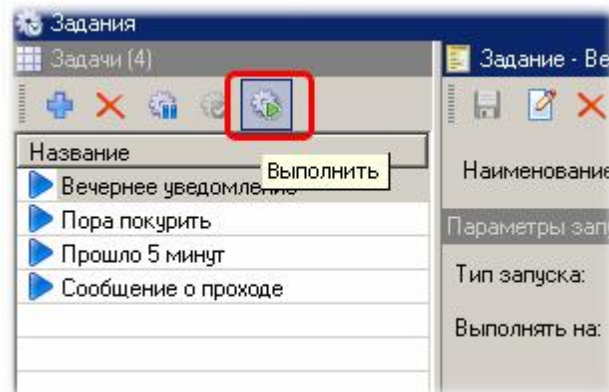 Задания
Задачи (4)
Задание - Ве
Название
Выполнить
Вечернее уведомление
Пора покурить
Прошло 5 минут
Сообщение о проходе
Наименование
Параметры зап
Тип запуска:
Выполнять на: